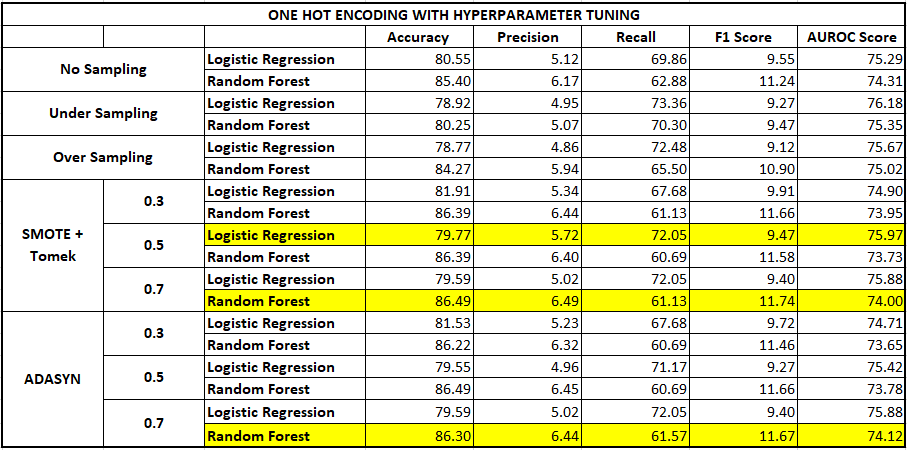 ONE HOT ENCODING WITH HYPERPARAMETER TUNING
Accuracy Precision Recall F1 Score AUROC Score
No Sampling
Logistic Regression 80.55 5.12 69.86 9.55 75.29
Random Forest 85.40 6.17 62.88 11.24 74.31
Under Sampling
Logistic Regression 78.92 4.95 73.36 9.27 76.18
Random Forest 80.25 5.07 70.30 9.47 75.35
Over Sampling
Logistic Regression 78.77 4.86 72.48 9.12 75.67
Random Forest 84.27 5.94 65.50 10.90 75.02
SMOTE +
Tomek
0.3
Logistic Regression 81.91 5.34 67.68 9.91 74.90
Random Forest 86.39 6.44 61.13 11.66 73.95
0.5
Logistic Regression 79.77 5.72 72.05 9.47 75.97
Random Forest 86.39 6.40 60.69 11.58 73.73
0.7
Logistic Regression 79.59 5.02 72.05 9.40 75.88
Random Forest 86.49 6.49 61.13 11.74 74.00
ADASYN
0.3
Logistic Regression 81.53 5.23 67.68 9.72 74.71
Random Forest 86.22 6.32 60.69 11.46 73.65
0.5
Logistic Regression 79.55 4.96 71.17 9.27 75.42
Random Forest 86.49 6.45 60.69 11.66 73.78
0.7
Logistic Regression 79.59 5.02 72.05 9.40 75.88
Random Forest 86.30 6.44 61.57 11.67 74.12